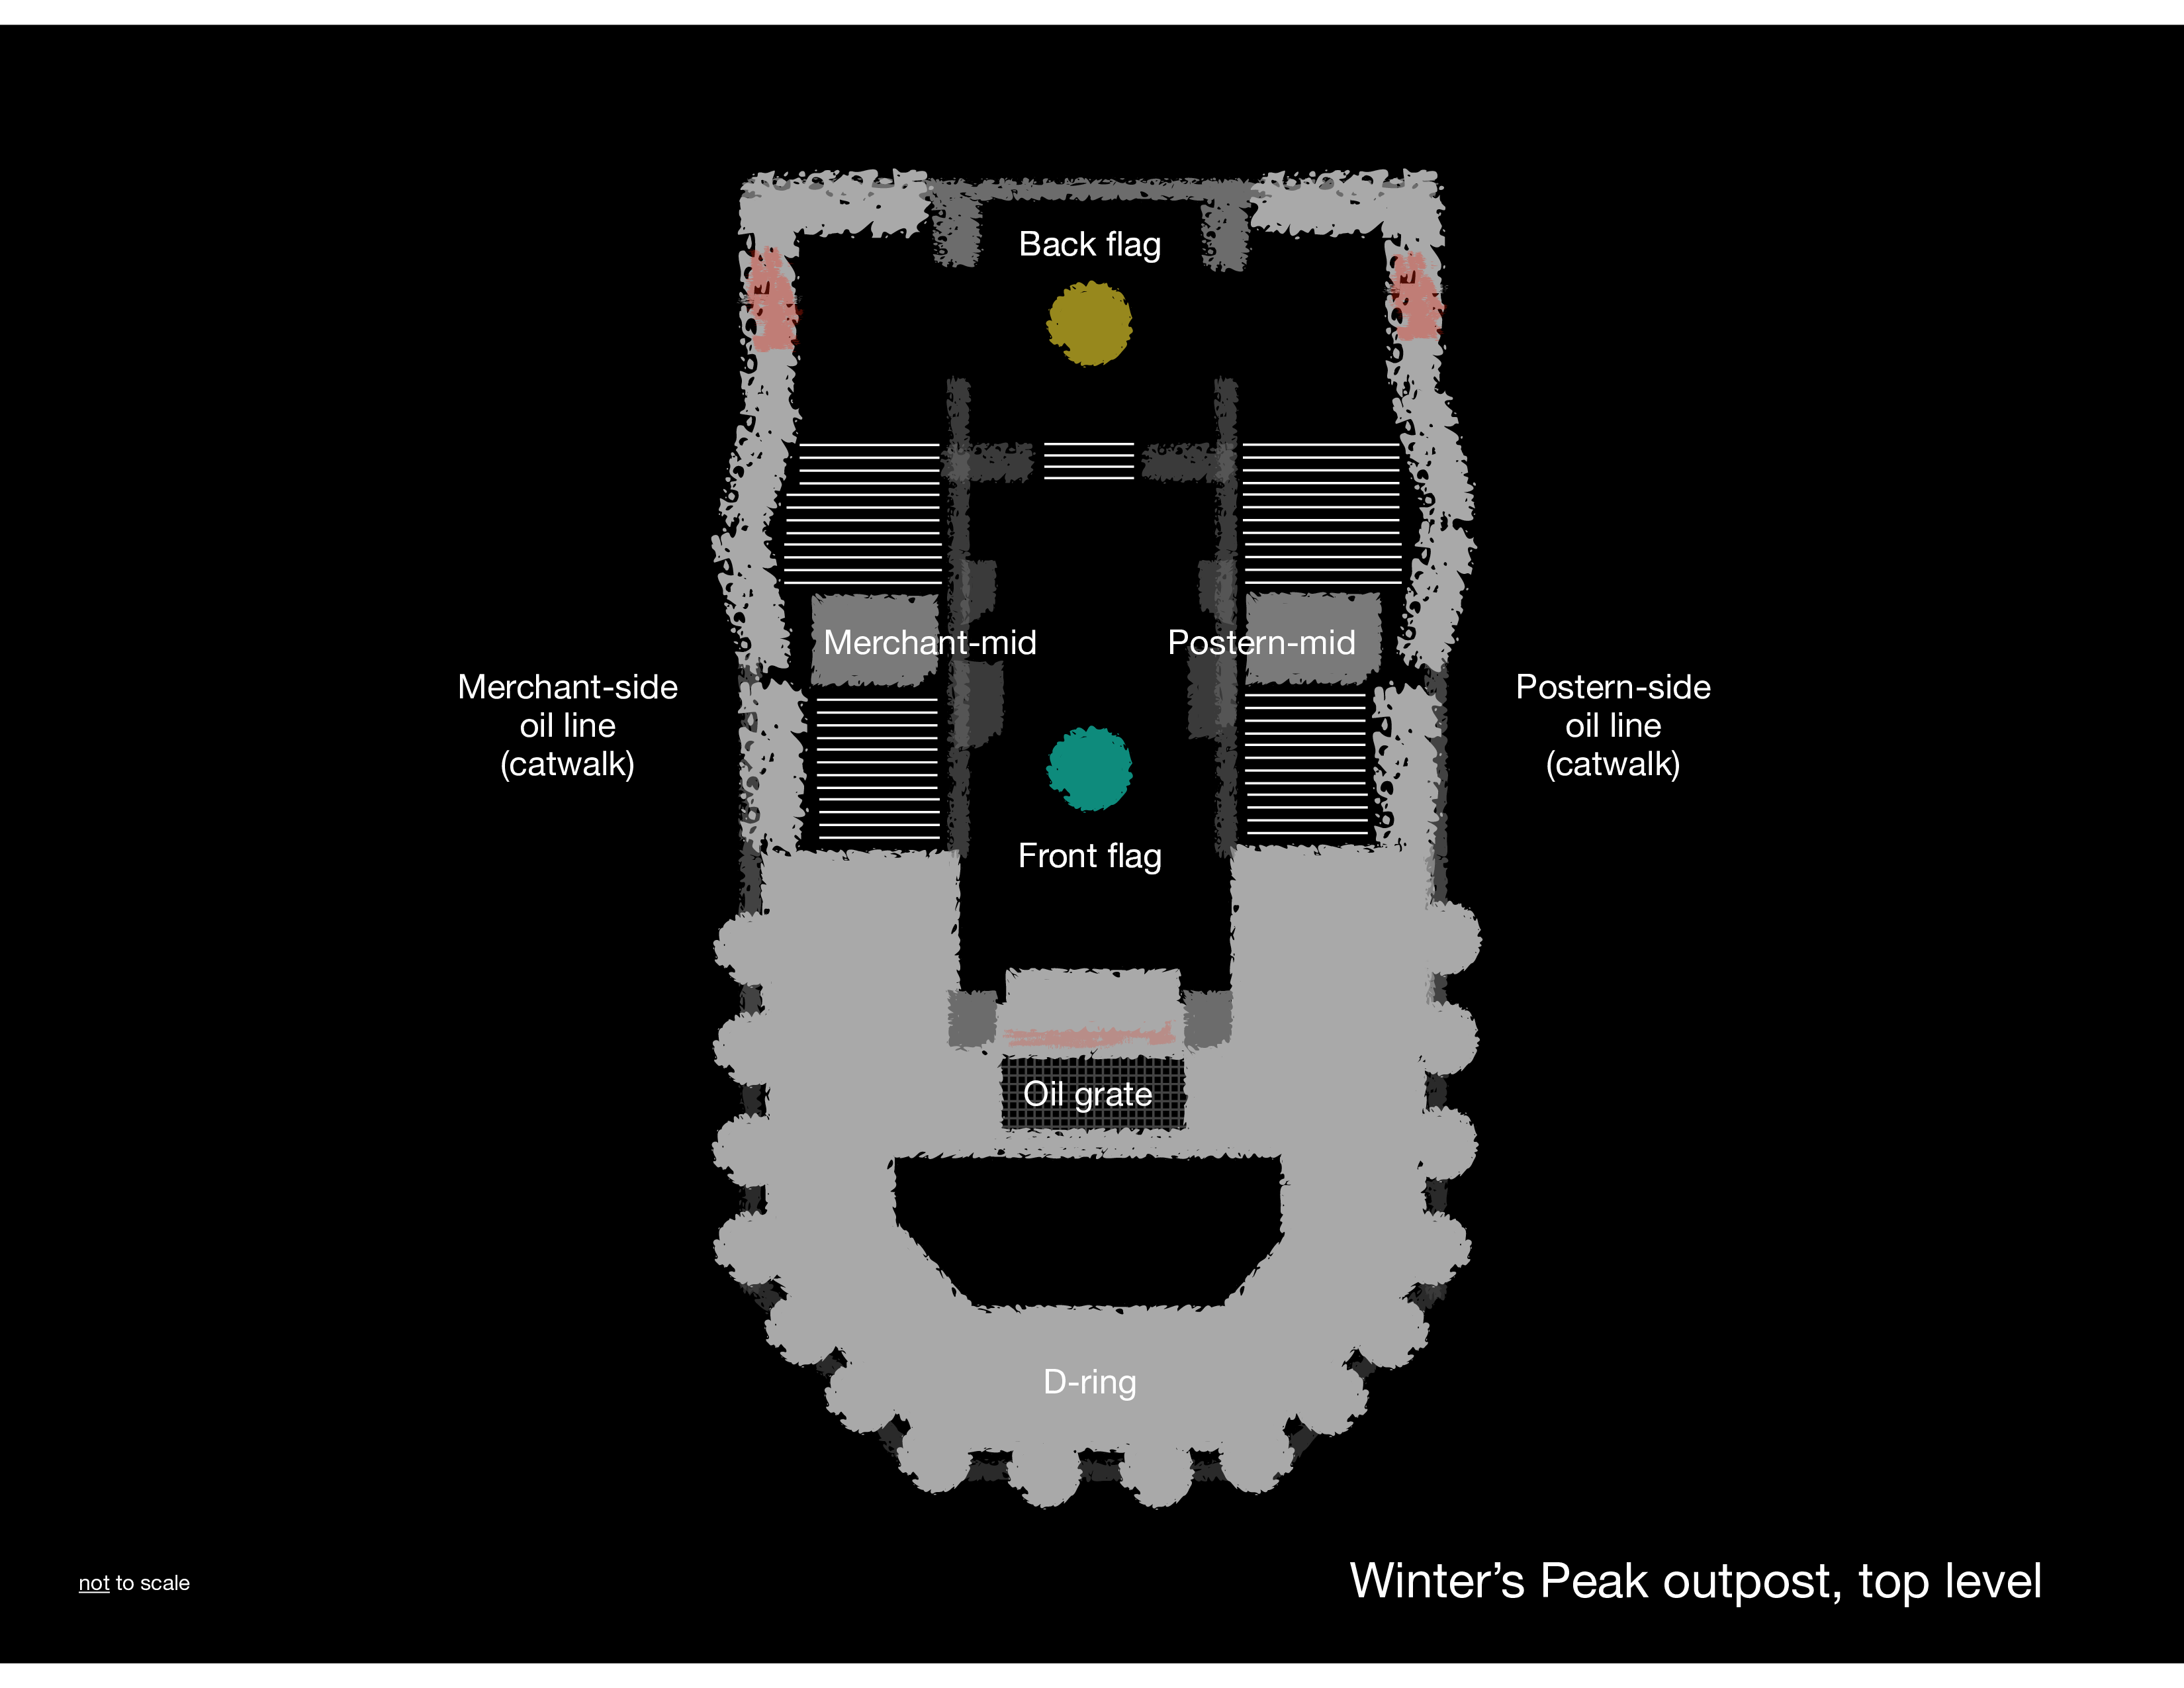 Back flag
Merchant-mid
Postern-mid
Merchant-side
oil line
(catwalk)
Postern-side
oil line
(catwalk)
Front flag
Oil grate
D-ring
not to scale
Winter’s Peak outpost, top level